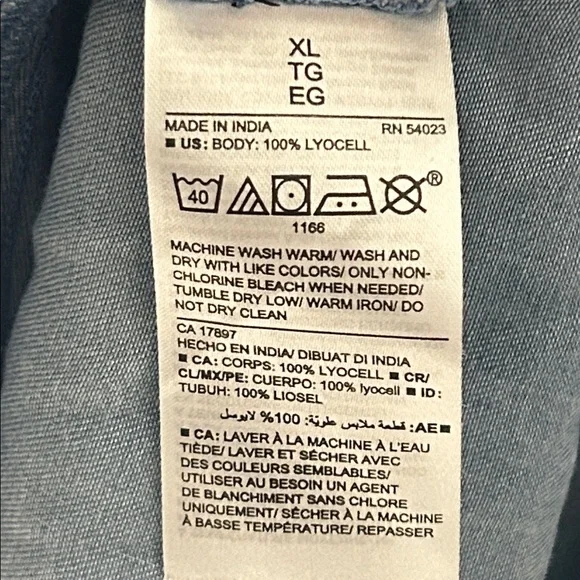 XL
TG
EG
MADE IN INDIA RN 54023
■ US: BODY: 100% LYOCELL
40 ®
1166
MACHINE WASH WARM/ WASH AND
DRY WITH LIKE COLORS/ ONLY NON-
CHLORINE BLEACH WHEN NEEDED/
TUMBLE DRY LOW/ WARM IRON/ DO
NOT DRY CLEAN
CA 17897
HECHO EN INDIA/ DIBUAT DI INDIA
■ CA: CORPS: 100% LYOCELL ■ CR/
CL/MX/PE: CUERPO: 100% lyocell ■ ID:
TUBUH: 100% LIOSEL
■ AE: قطعة ملابس علويّة: 100% لايوسل
■ CA: LAVER À LA MACHINE À L'EAU
TIÈDE/ LAVER ET SÉCHER AVEC
DES COULEURS SEMBLABLES/
UTILISER AU BESOIN UN AGENT
DE BLANCHIMENT SANS CHLORE
UNIQUEMENT/ SÉCHER À LA MACHINE
À BASSE TEMPÉRATURE/ REPASSER